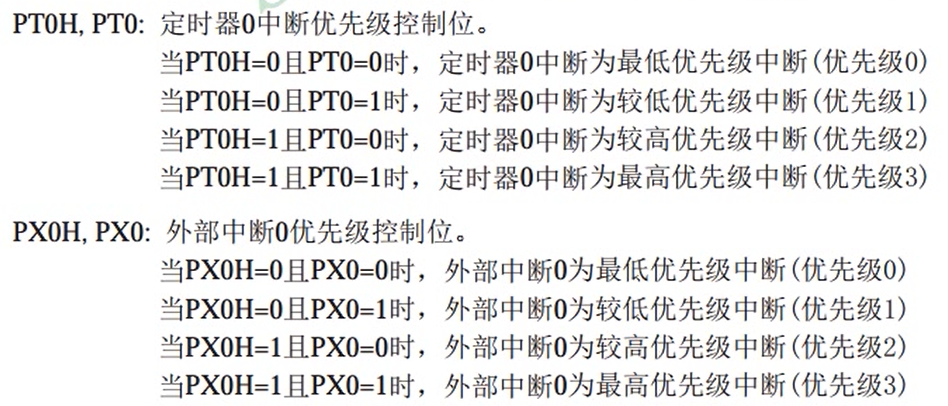 PT0H, PT0: 定时器0中断优先级控制位。
当PT0H=0且PT0=0时，定时器0中断为最低优先级中断(优先级0)
当PT0H=0且PT0=1时，定时器0中断为较低优先级中断(优先级1)
当PT0H=1且PT0=0时，定时器0中断为较高优先级中断(优先级2)
当PT0H=1且PT0=1时，定时器0中断为最高优先级中断(优先级3)
PX0H, PX0: 外部中断0优先级控制位。
当PX0H=0且PX0=0时，外部中断0为最低优先级中断(优先级0)
当PX0H=0且PX0=1时，外部中断0为较低优先级中断(优先级1)
当PX0H=1且PX0=0时，外部中断0为较高优先级中断(优先级2)
当PX0H=1且PX0=1时，外部中断0为最高优先级中断(优先级3)